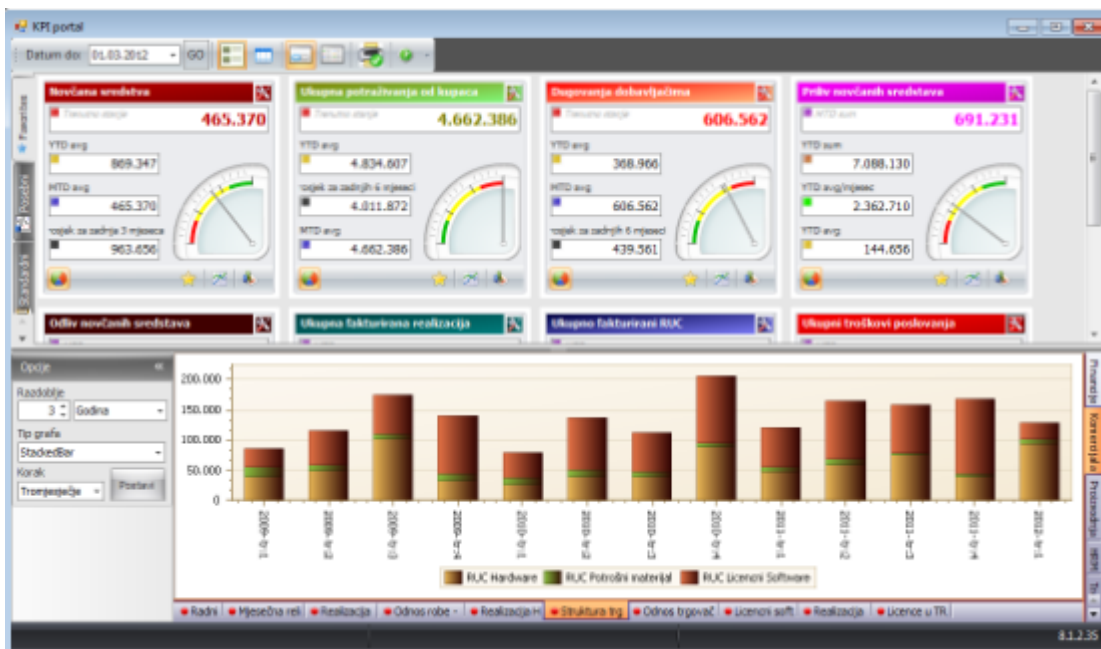 KPI portal
Datum do: 01.03.2012 GO
Favorites
Posebni
Standardni
Novčana sredstva
Trenutno stanje
465.370
YTD avg
869.347
MTD avg
465.370
rosjek za zadnja 3 mjeseca
963.656
Ukupna potraživanja od kupaca
Trenutno stanje
4.662.386
YTD avg
4.834.607
rosjek za zadnjih 6 mjeseci
4.011.872
MTD avg
4.662.386
Dugovanja dobavljačima
Trenutno stanje
606.562
YTD avg
368.966
MTD avg
606.562
rosjek za zadnjih 6 mjeseci
439.561
Priliv novčanih sredstava
MTD sum
691.231
YTD sum
7.088.130
YTD avg/mjesec
2.362.710
YTD avg
144.656
Odliv novčanih sredstava
Ukupna fakturirana realizacija
Ukupno fakturirani RUC
Ukupni troškovi poslovanja
Opcije
Razdoblje
3 Godina
Tip grafa
StackedBar
Korak
Tromjesječje
Postavi
200.000
150.000
100.000
50.000
0
2009-tr-1
2009-tr-2
2009-tr-3
2009-tr-4
2010-tr-1
2010-tr-2
2010-tr-3
2010-tr-4
2011-tr-1
2011-tr-2
2011-tr-3
2011-tr-4
2012-tr-1
RUC Hardware RUC Potrošni materijal RUC Licencni Software
Financije
Komercijala
Proizvodnja
HRM
Radni Mjesečna reli Realizacija Odnos robe - Realizacija H Struktura trg Odnos trgovač Licencni soft Realizacija Licence u TR
8.1.2.35